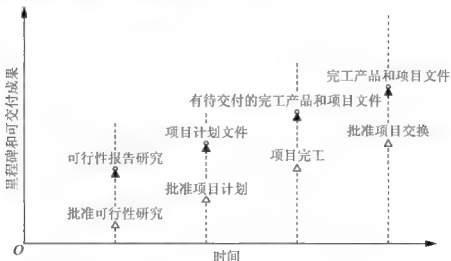 完工产品和项目文件
有待交付的完工产品和项目文件
批准项目交换
项目计划文件
可行性报告研究
项目完工
批准项目计划
批准可行性研究
里程碑和可交付成果
O
时间